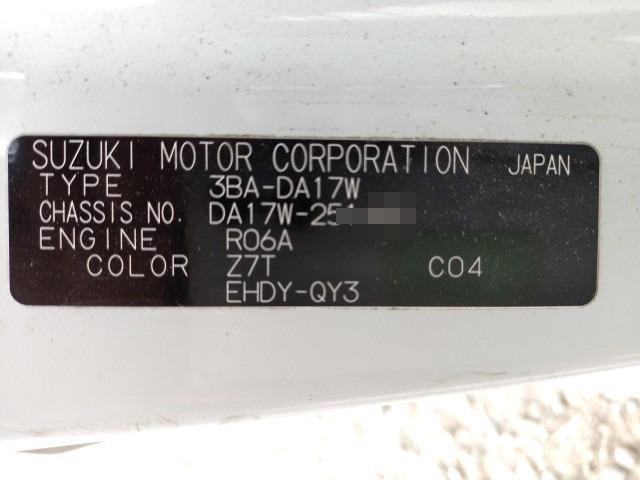 SUZUKI MOTOR CORPORATION JAPAN
TYPE 3BA-DA17W
CHASSIS NO. DA17W-25
ENGINE R06A
COLOR Z7T C04
EHDY-QY3